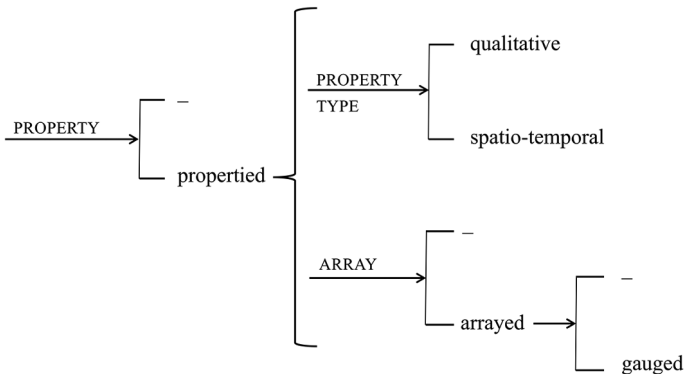 qualitative
PROPERTY
TYPE
–
PROPERTY
spatio-temporal
propertied
–
ARRAY
–
arrayed
gauged